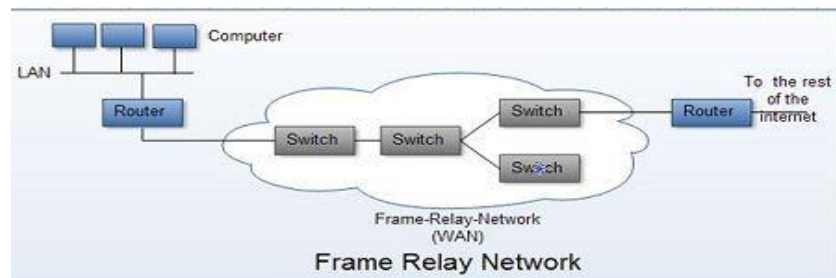 Computer
LAN
Router
Switch
Switch
Switch
Switch
Router
To the rest
of the
internet
Frame-Relay-Network
(WAN)
Frame Relay Network